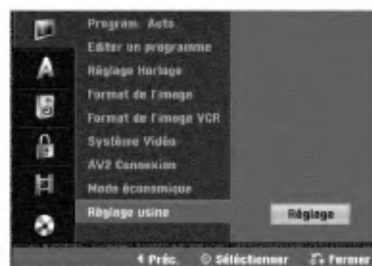 Program. Auto
Editer un programme
Réglage Horloge
Format de l'image
Format de l'image VCR
Système Vidéo
AV2 Connexion
Mode économique
Réglage usine
Réglage
Préc. Séléctionner Fermer